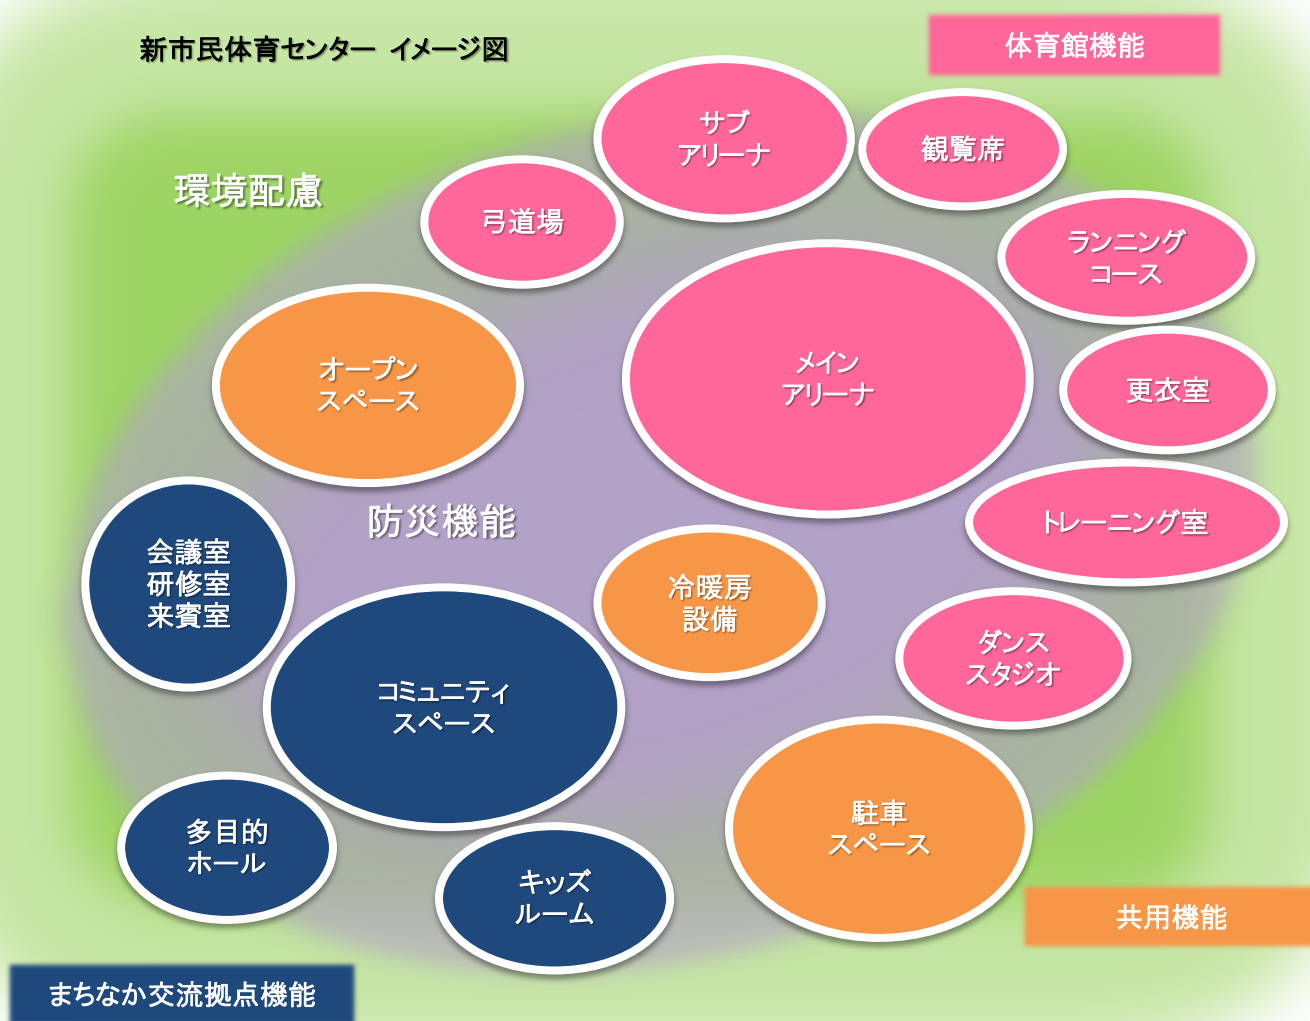 新市民体育センター イメージ図
体育館機能
サブ
アリーナ
観覧席
環境配慮
弓道場
ランニング
コース
オープン
スペース
メイン
アリーナ
更衣室
防災機能
トレーニング室
会議室
研修室
来賓室
冷暖房
設備
ダンス
スタジオ
コミュニティ
スペース
駐車
スペース
多目的
ホール
キッズ
ルーム
共用機能
まちなか交流拠点機能